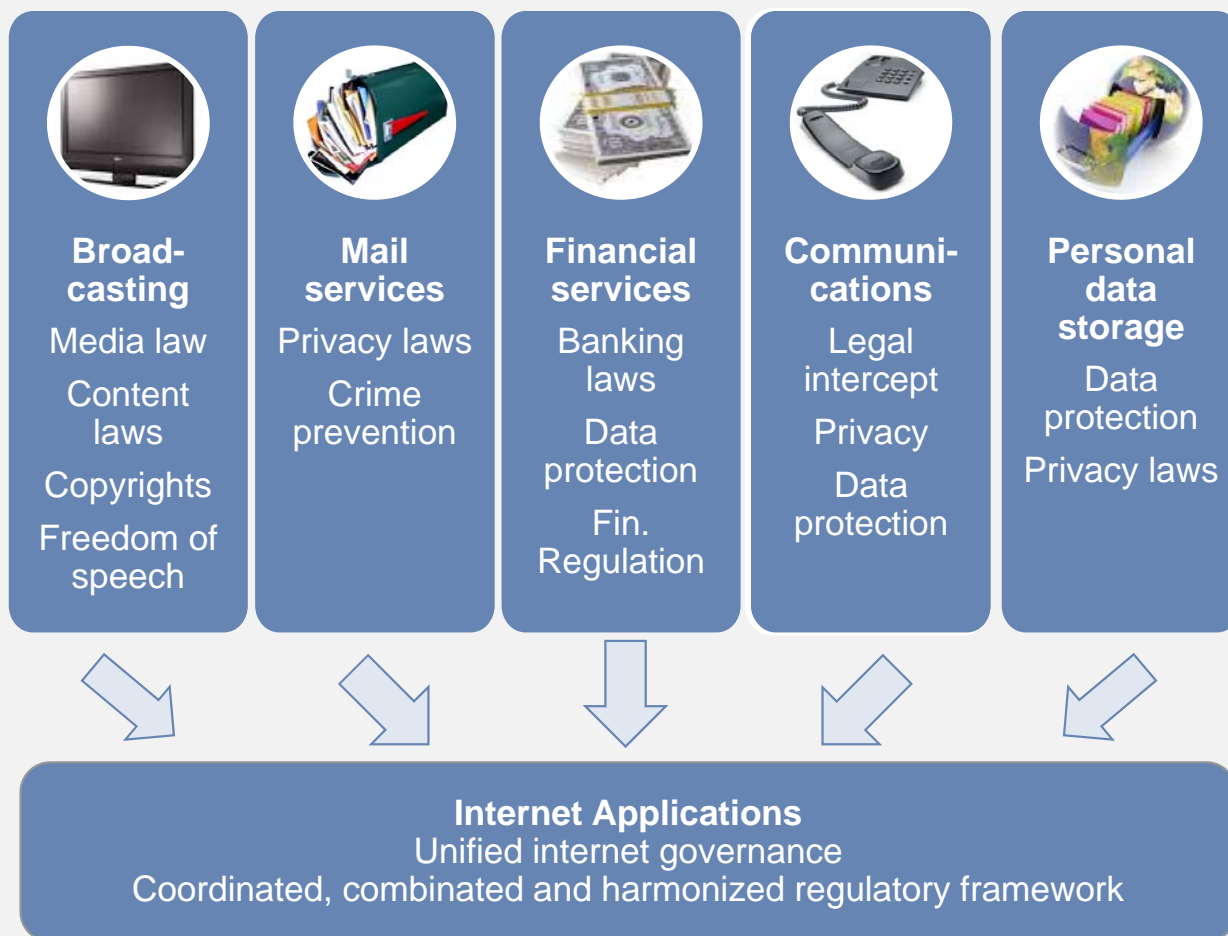 Broad-
casting
Media law
Content
laws
Copyrights
Freedom of
speech
Mail
services
Privacy laws
Crime
prevention
Financial
services
Banking
laws
Data
protection
Fin.
Regulation
Communi-
cations
Legal
intercept
Privacy
Data
protection
Personal
data
storage
Data
protection
Privacy laws
Internet Applications
Unified internet governance
Coordinated, combinated and harmonized regulatory framework